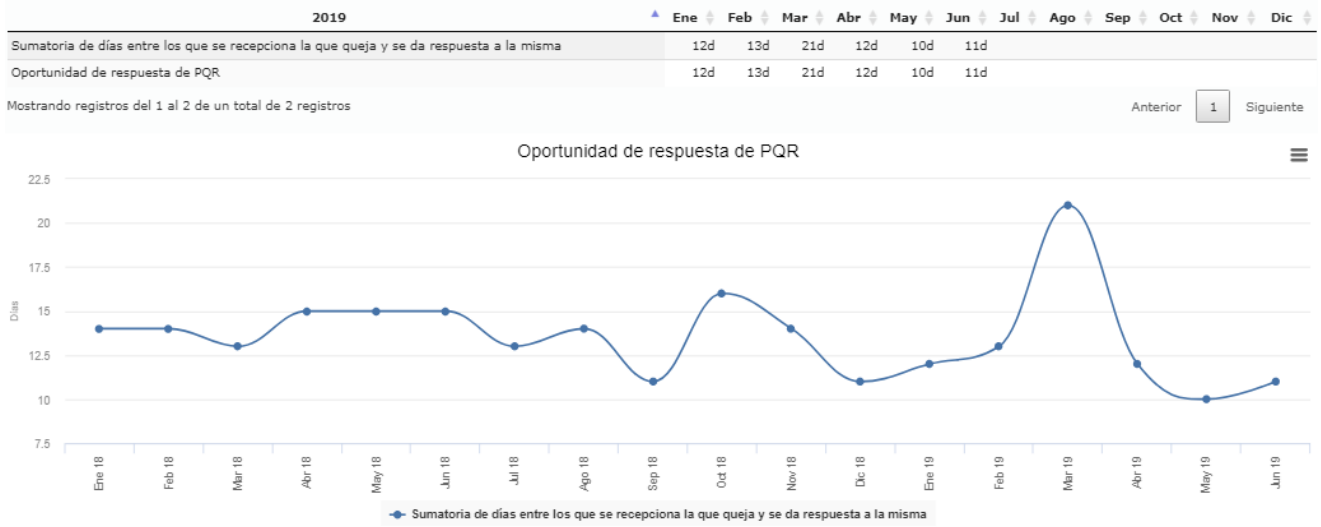 2019 Ene Feb Mar Abr May Jun Jul Ago Sep Oct Nov Dic
Sumatoria de días entre los que se recepciona la que queja y se da respuesta a la misma 12d 13d 21d 12d 10d 11d
Oportunidad de respuesta de PQR 12d 13d 21d 12d 10d 11d
Mostrando registros del 1 al 2 de un total de 2 registros Anterior 1 Siguiente
Oportunidad de respuesta de PQR
22.5
20
17.5
15
12.5
10
7.5
Días
Ene 18 Feb 18 Mar 18 Abr 18 May 18 Jun 18 Jul 18 Ago 18 Sep 18 Oct 18 Nov 18 Dic 18 Ene 19 Feb 19 Mar 19 Abr 19 May 19 Jun 19
Sumatoria de días entre los que se recepciona la que queja y se da respuesta a la misma